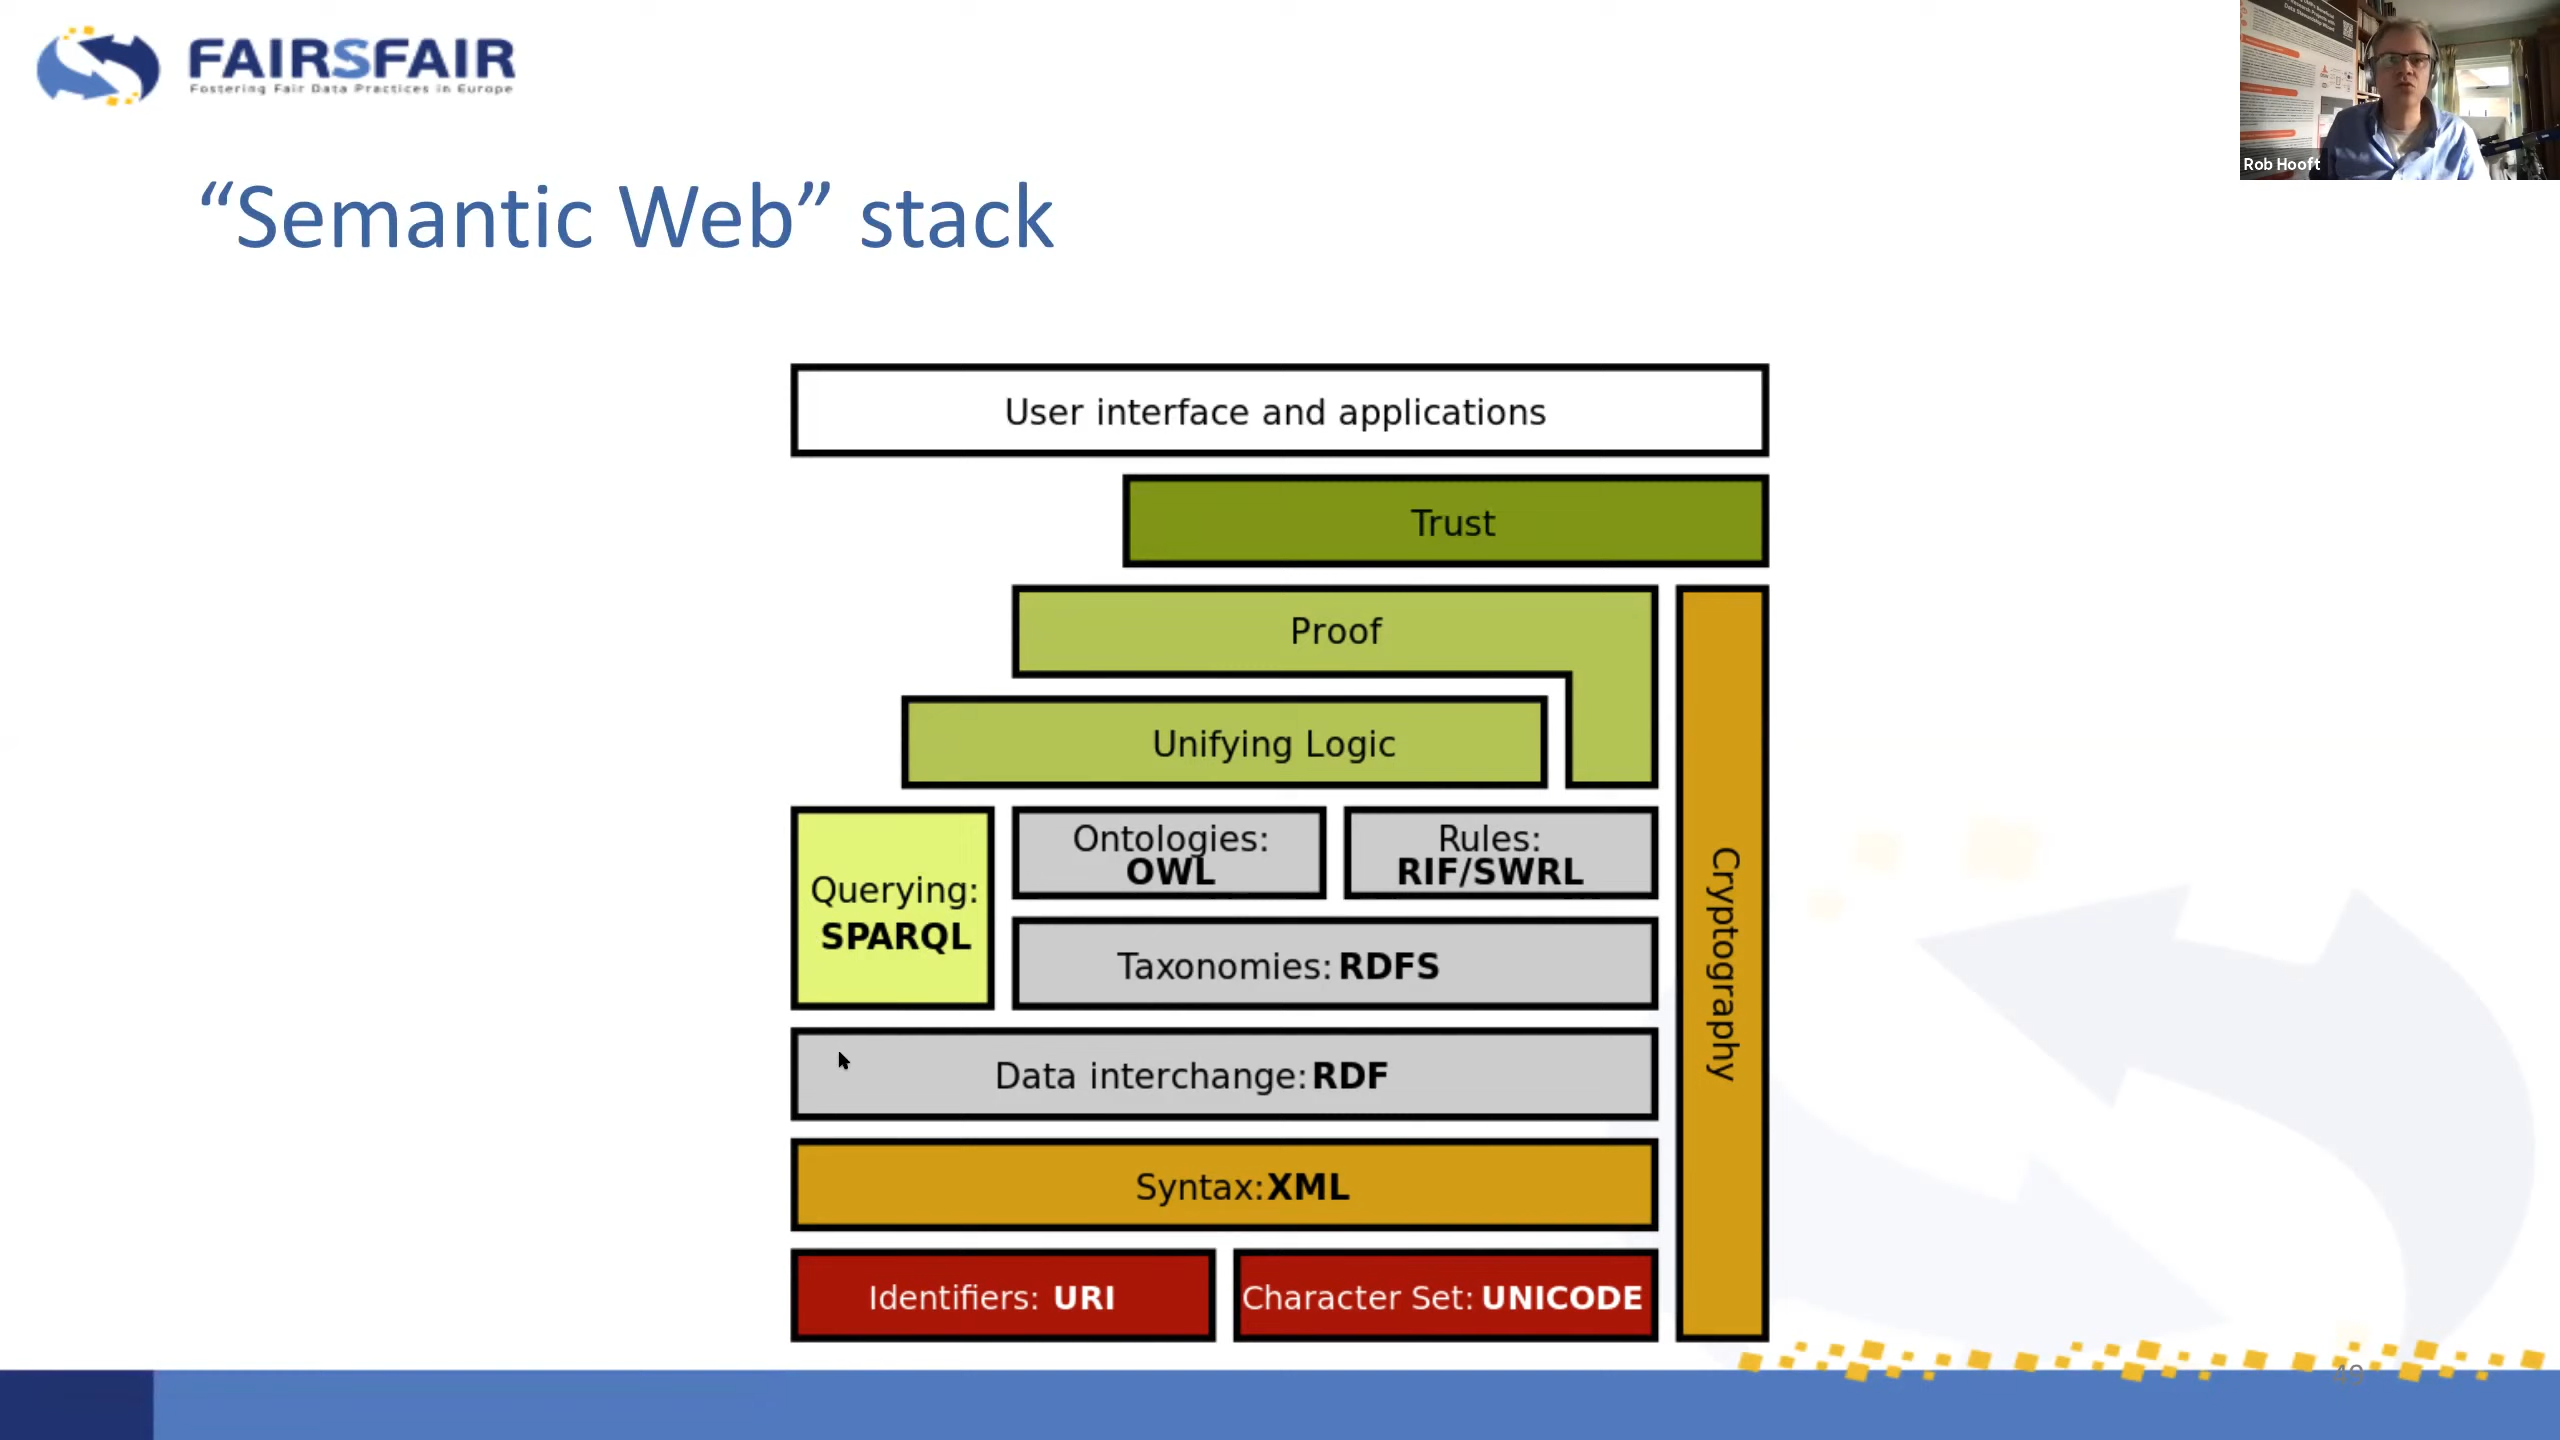 FAIRSFAIR
Fostering Fair Data Practices in Europe
Rob Hooft
“Semantic Web” stack
User interface and applications
Trust
Proof
Unifying Logic
Querying:
SPARQL
Ontologies:
OWL
Rules:
RIF/SWRL
Taxonomies: RDFS
Data interchange: RDF
Syntax: XML
Identifiers: URI
Character Set: UNICODE
Cryptography
49